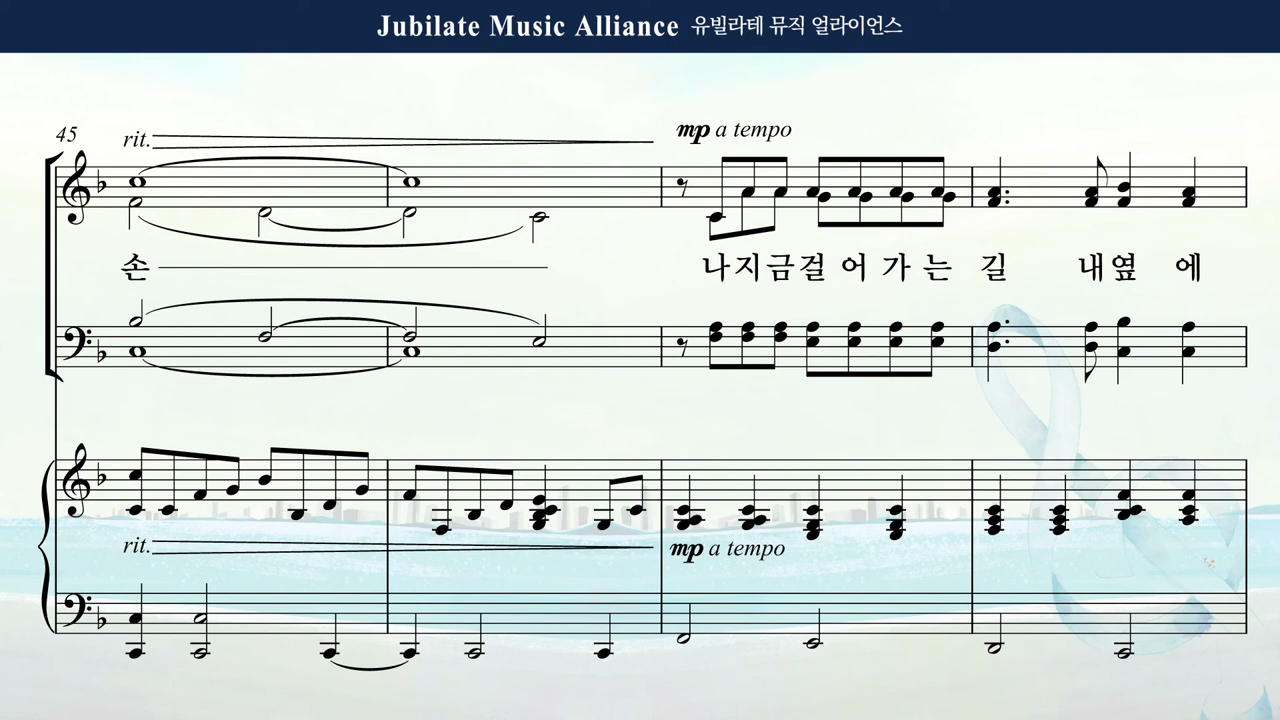 Jubilate Music Alliance 유빌라테 뮤직 얼라이언스
45
rit.
mp a tempo
손 나지금걸 어 가 는 길 내옆 에
rit.
mp a tempo